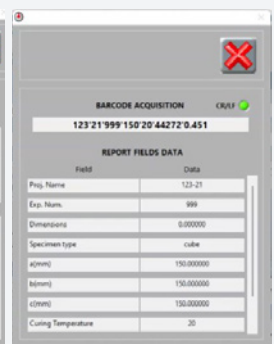 BARCODE ACQUISITION CR/LF
123'21'999'150'20'44272'0.451
REPORT FIELDS DATA
Field Data
Proj. Name 123-21
Exp. Num. 999
Dimensions 0.000000
Specimen type cube
a(mm) 150.000000
b(mm) 150.000000
c(mm) 150.000000
Curing Temperature 20